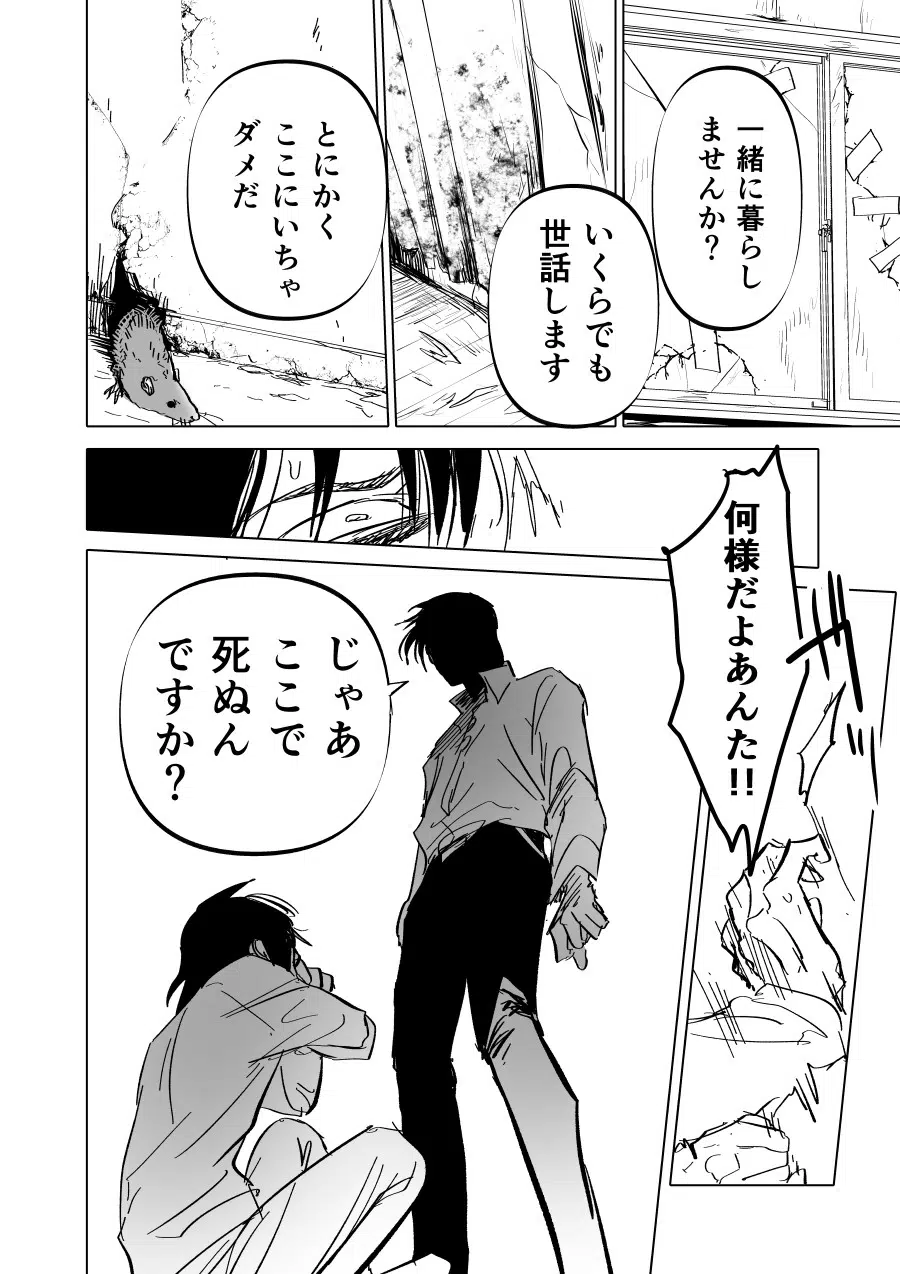 一緒に暮らし
ませんか？
いくらでも
世話します
とにかく
ここにいちゃ
ダメだ
何様だよあんた!!
じゃあ
ここで
死ぬん
ですか？